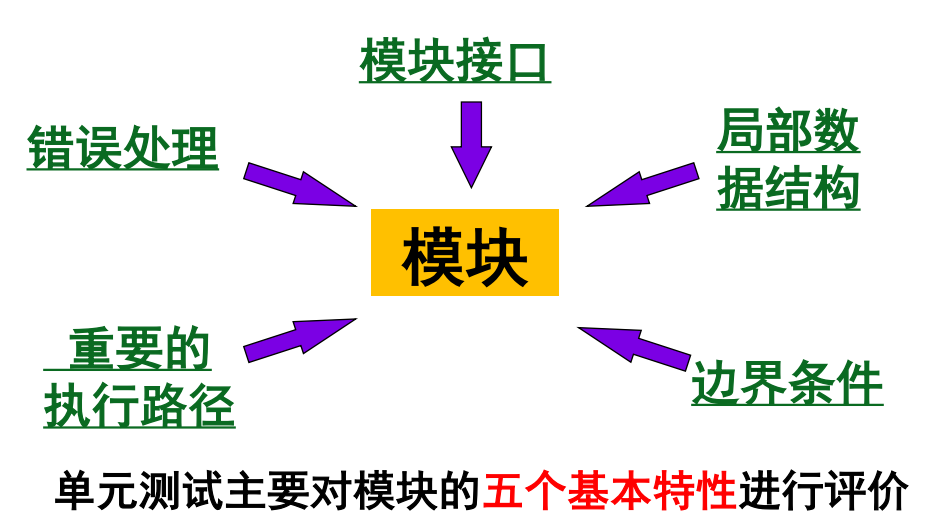 模块接口
错误处理
局部数
据结构
模块
重要的
执行路径
边界条件
单元测试主要对模块的五个基本特性进行评价